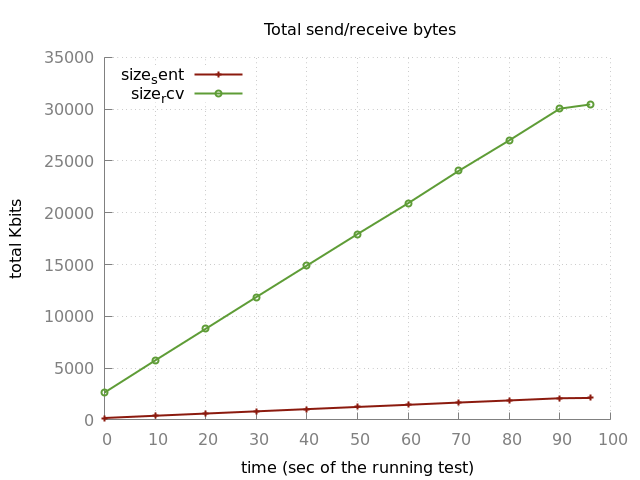 Total send/receive bytes
35000
30000
25000
20000
15000
10000
5000
0
total Kbits
size_sent
size_rcv
0 10 20 30 40 50 60 70 80 90 100
time (sec of the running test)